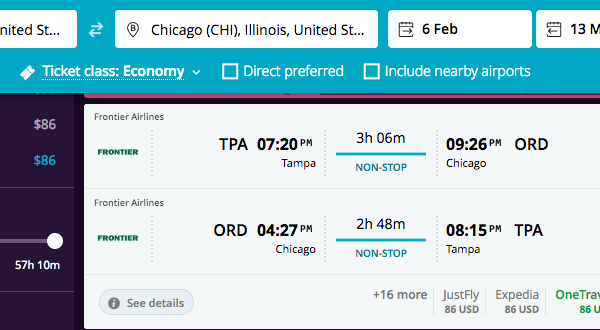 nited St...
Chicago (CHI), Illinois, United St...
6 Feb
13 M
Ticket class: Economy
Direct preferred
Include nearby airports
$86
$86
57h 10m
Frontier Airlines
FRONTIER
TPA 07:20 PM
Tampa
3h 06m
NON-STOP
09:26 PM ORD
Chicago
Frontier Airlines
FRONTIER
ORD 04:27 PM
Chicago
2h 48m
NON-STOP
08:15 PM TPA
Tampa
See details
+16 more
JustFly
86 USD
Expedia
86 USD
OneTrav
86 U